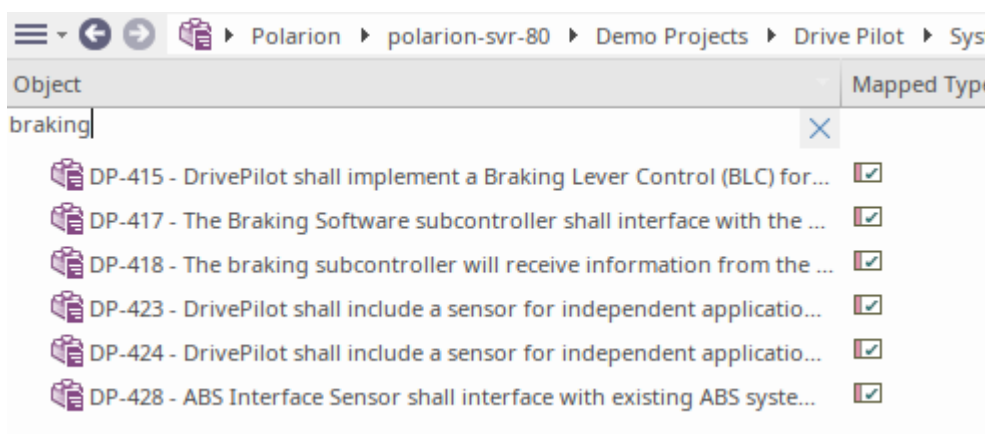 Polarion polarion-svr-80 Demo Projects Drive Pilot Sys
Object Mapped Type
braking
DP-415 - DrivePilot shall implement a Braking Lever Control (BLC) for...
DP-417 - The Braking Software subcontroller shall interface with the ...
DP-418 - The braking subcontroller will receive information from the ...
DP-423 - DrivePilot shall include a sensor for independent applicatio...
DP-424 - DrivePilot shall include a sensor for independent applicatio...
DP-428 - ABS Interface Sensor shall interface with existing ABS syste...